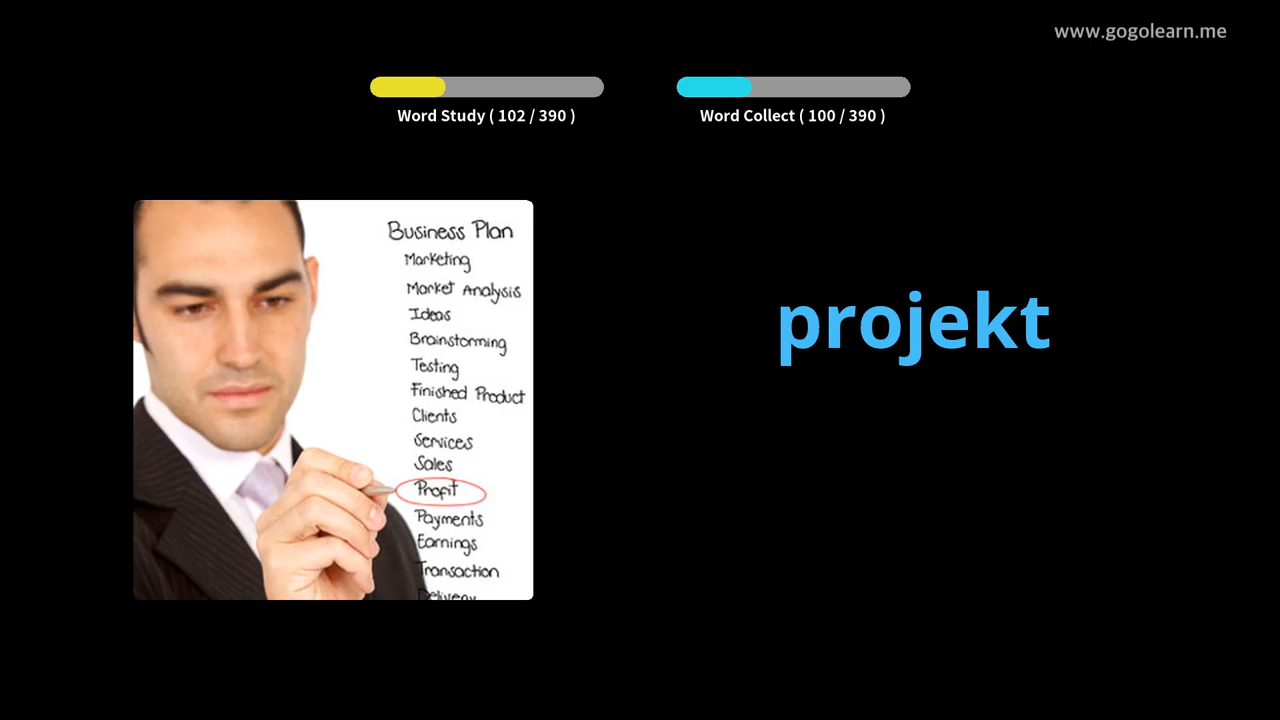 www.gogolearn.me
Word Study ( 102 / 390 )
Word Collect ( 100 / 390 )
Business Plan
Marketing
Market Analysis
Ideas
Brainstorming
Testing
Finished Product
Clients
Services
Sales
Profit
Payments
Earnings
Transaction
Delivery
projekt